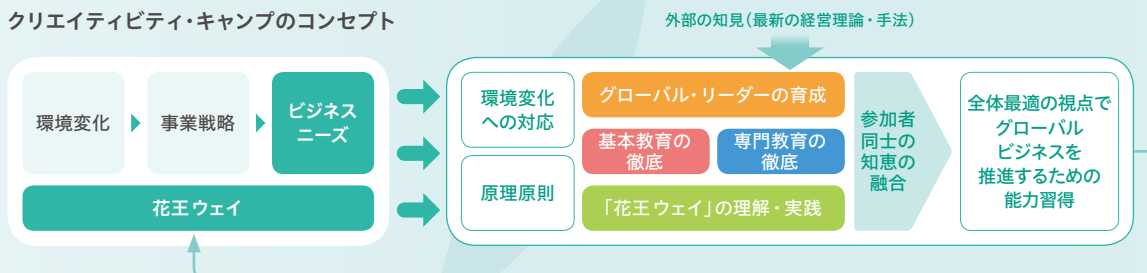 クリエイティビティ・キャンプのコンセプト
外部の知見（最新の経営理論・手法）
環境変化
事業戦略
ビジネス
ニーズ
花王 ウェイ
環境変化
への対応
原理原則
グローバル・リーダーの育成
基本教育の
徹底
専門教育の
徹底
「花王 ウェイ」の理解・実践
参加者
同士の
知恵の
融合
全体最適の視点で
グローバル
ビジネスを
推進するための
能力習得